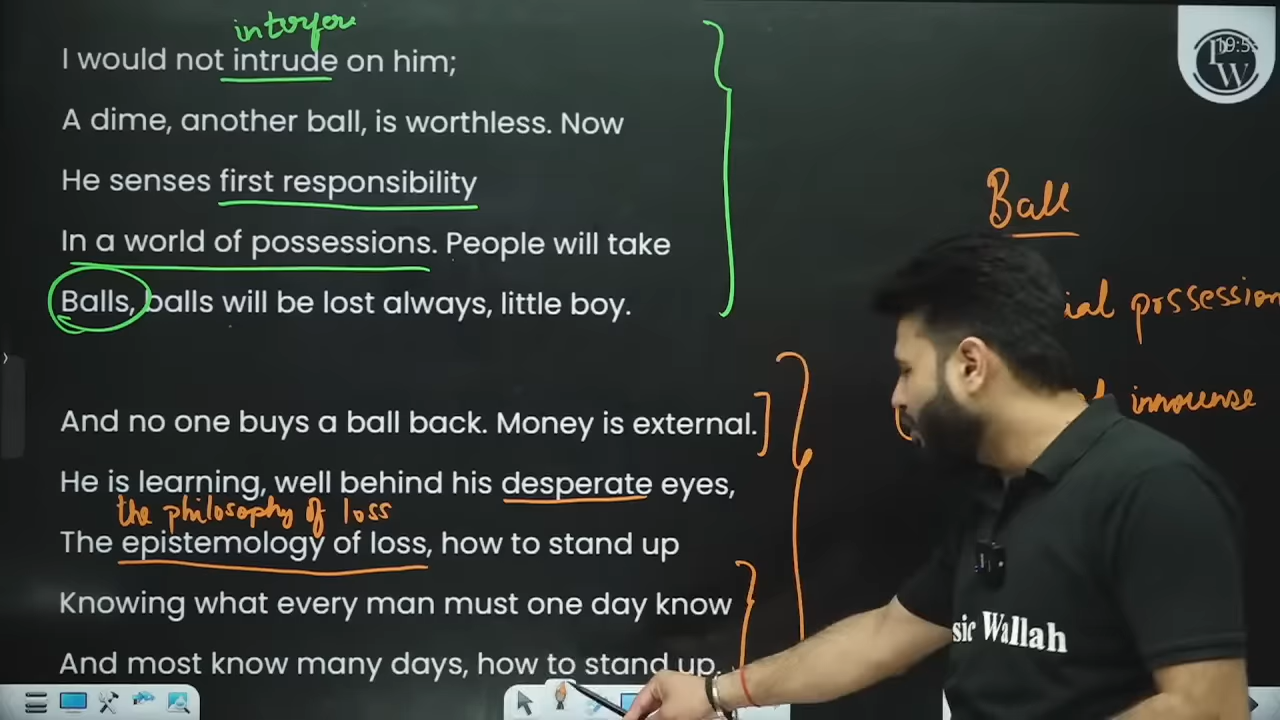 interfere
I would not intrude on him;
A dime, another ball, is worthless. Now
He senses first responsibility
In a world of possessions. People will take
Balls, balls will be lost always, little boy.
And no one buys a ball back. Money is external.
He is learning, well behind his desperate eyes,
the philosophy of loss
The epistemology of loss, how to stand up
Knowing what every man must one day know
And most know many days, how to stand up.
Ball
ial possession
innocense
sic Wallah
W